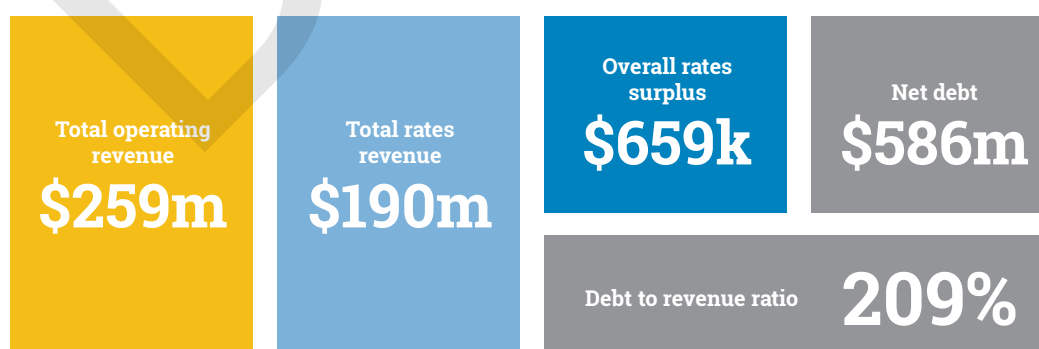 Total operating
revenue
$259m
Total rates
revenue
$190m
Overall rates
surplus
$659k
Net debt
$586m
Debt to revenue ratio
209%